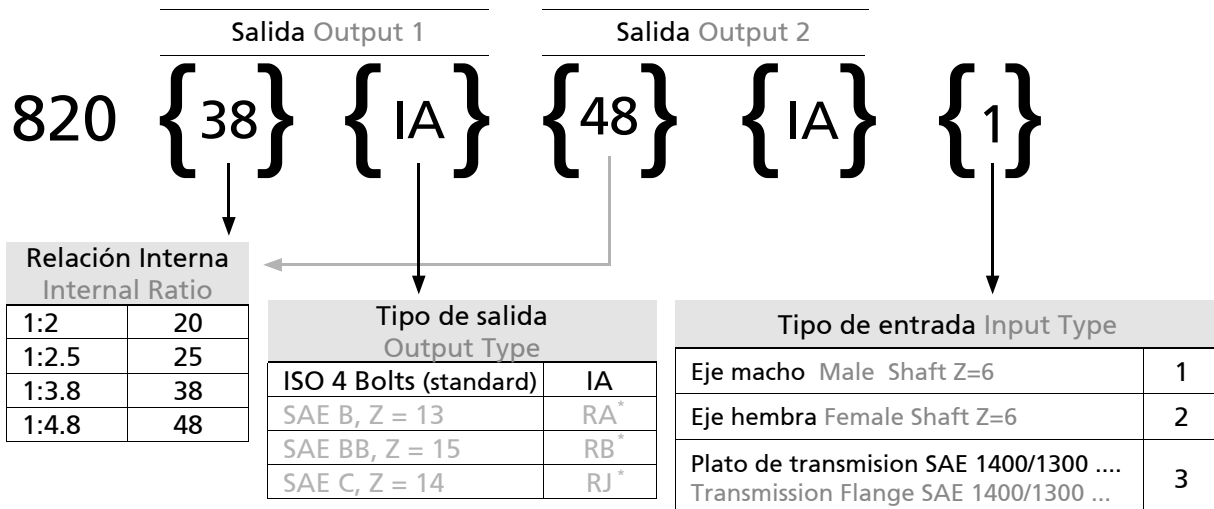 Salida Output 1
Salida Output 2
820 {38} {IA} {48} {IA} {1}
Relación Interna
Internal Ratio
1:2 20
1:2.5 25
1:3.8 38
1:4.8 48
Tipo de salida
Output Type
ISO 4 Bolts (standard) IA
SAE B, Z = 13 RA*
SAE BB, Z = 15 RB*
SAE C, Z = 14 RJ*
Tipo de entrada Input Type
Eje macho Male Shaft Z=6 1
Eje hembra Female Shaft Z=6 2
Plato de transmision SAE 1400/1300 ....
Transmission Flange SAE 1400/1300 ...
3